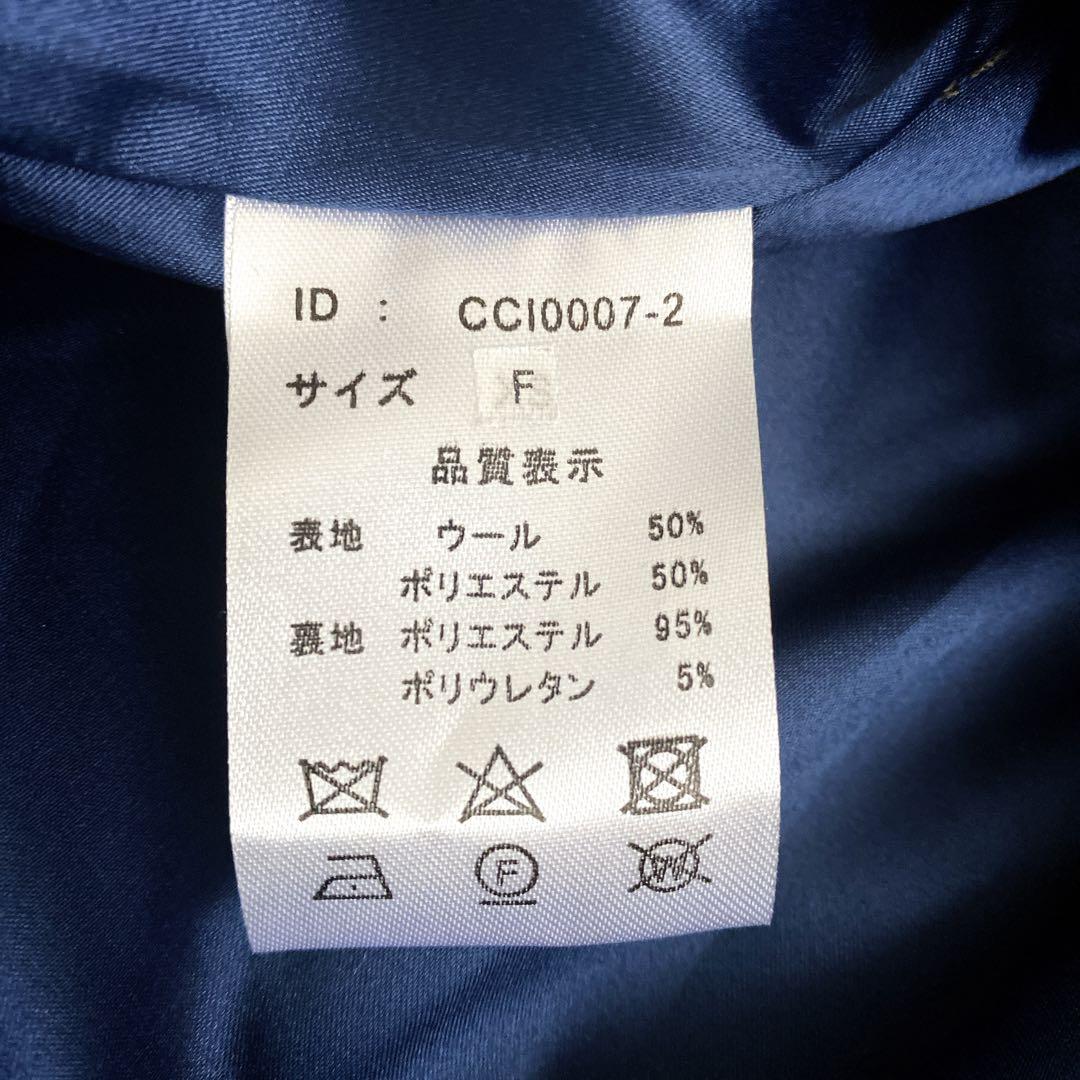 ID : CCI0007-2
サイズ F
品質表示
表地 ウール 50%
ポリエステル 50%
裏地 ポリエステル 95%
ポリウレタン 5%
F
W